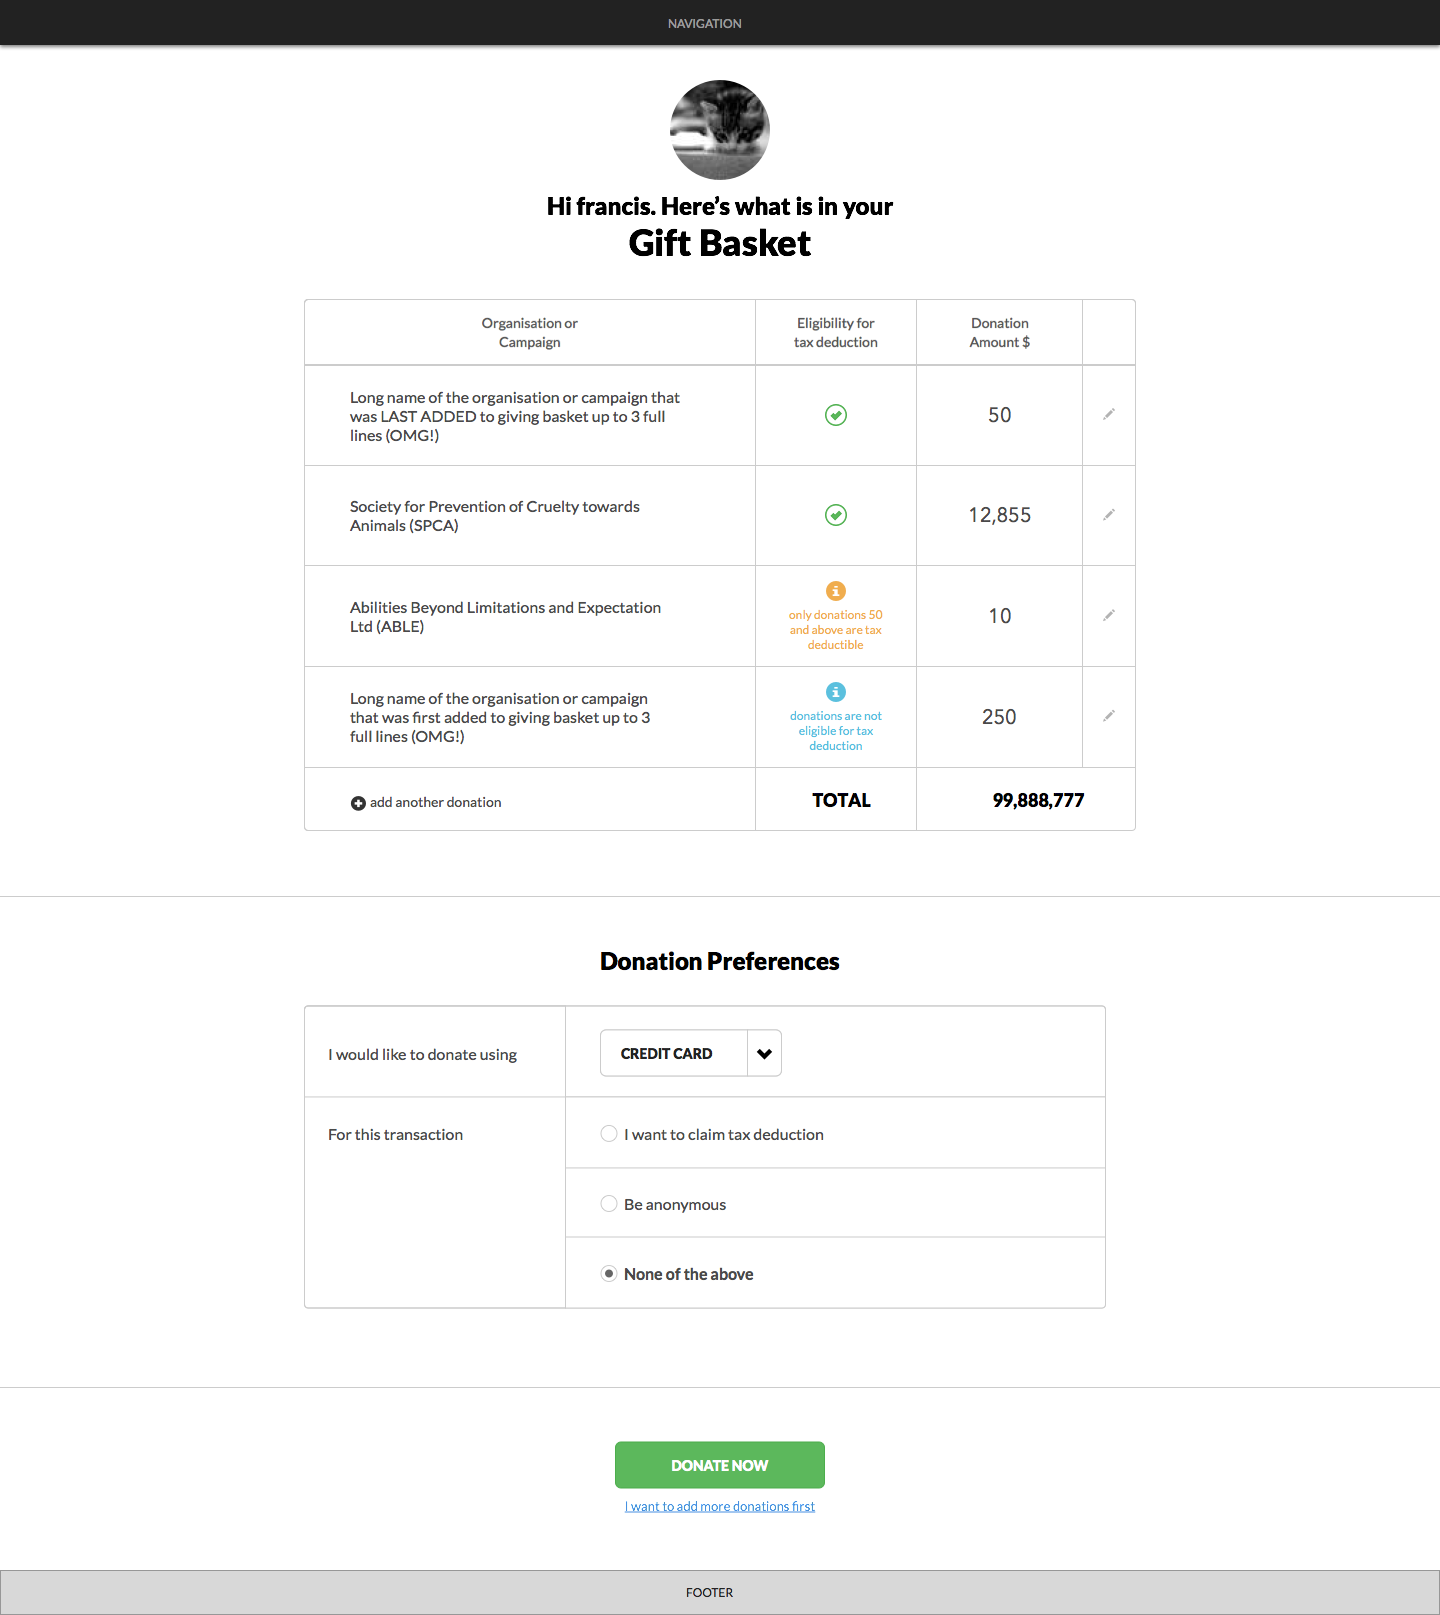 NAVIGATION
Hi francis. Here’s what is in your
Gift Basket
Organisation or
Campaign
Eligibility for
tax deduction
Donation
Amount $
Long name of the organisation or campaign that
was LAST ADDED to giving basket up to 3 full
lines (OMG!)
50
Society for Prevention of Cruelty towards
Animals (SPCA)
12,855
Abilities Beyond Limitations and Expectation
Ltd (ABLE)
only donations 50
and above are tax
deductible
10
Long name of the organisation or campaign
that was first added to giving basket up to 3
full lines (OMG!)
donations are not
eligible for tax
deduction
250
add another donation
TOTAL
99,888,777
Donation Preferences
I would like to donate using
CREDIT CARD
For this transaction
I want to claim tax deduction
Be anonymous
None of the above
DONATE NOW
I want to add more donations first
FOOTER